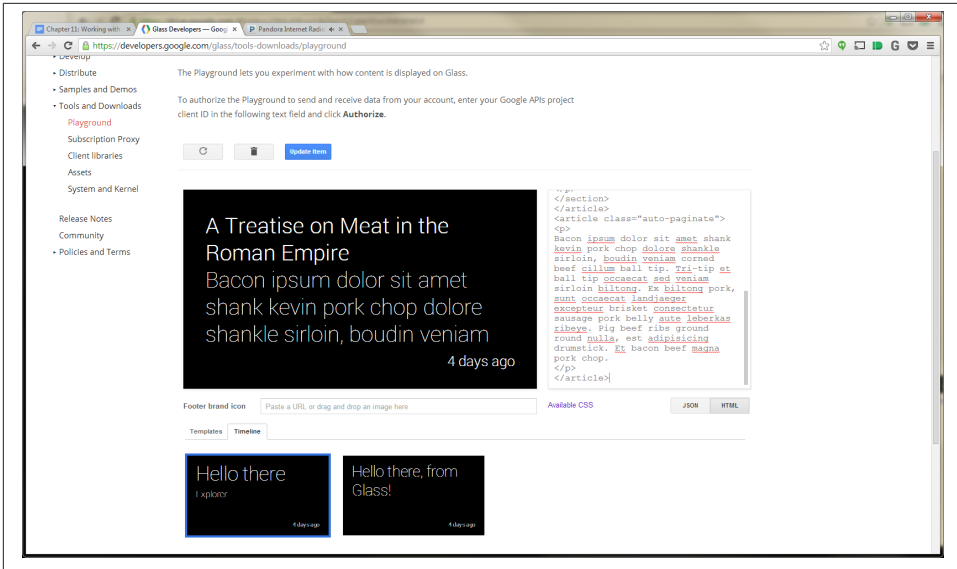 Chapter 11: Working with
Glass Developers — Goog
Pandora Internet Radio
https://developers.google.com/glass/tools-downloads/playground
Develop
Distribute
Samples and Demos
Tools and Downloads
Playground
Subscription Proxy
Client libraries
Assets
System and Kernel
Release Notes
Community
Policies and Terms
The Playground lets you experiment with how content is displayed on Glass.
To authorize the Playground to send and receive data from your account, enter your Google APIs project
client ID in the following text field and click Authorize.
Update Item
A Treatise on Meat in the
Roman Empire
Bacon ipsum dolor sit amet
shank kevin pork chop dolore
shankle sirloin, boudin veniam
4 days ago
</p>
</section>
</article>
<article class="auto-paginate">
<p>
Bacon ipsum dolor sit amet shank
kevin pork chop dolore shankle
sirloin, boudin veniam corned
beef cillum ball tip. Tri-tip et
ball tip occaecat sed veniam
sirloin biltong. Ex biltong pork,
sunt occaecat landjaeger
excepteur brisket consectetur
sausage pork belly aute leberkas
ribeye. Pig beef ribs ground
round nulla, est adipisicing
drumstick. Et bacon beef magna
pork chop.
</p>
</article>
Footer brand icon
Paste a URL or drag and drop an image here
Available CSS
JSON
HTML
Templates
Timeline
Hello there
Explorer
4 days ago
Hello there, from
Glass!
4 days ago